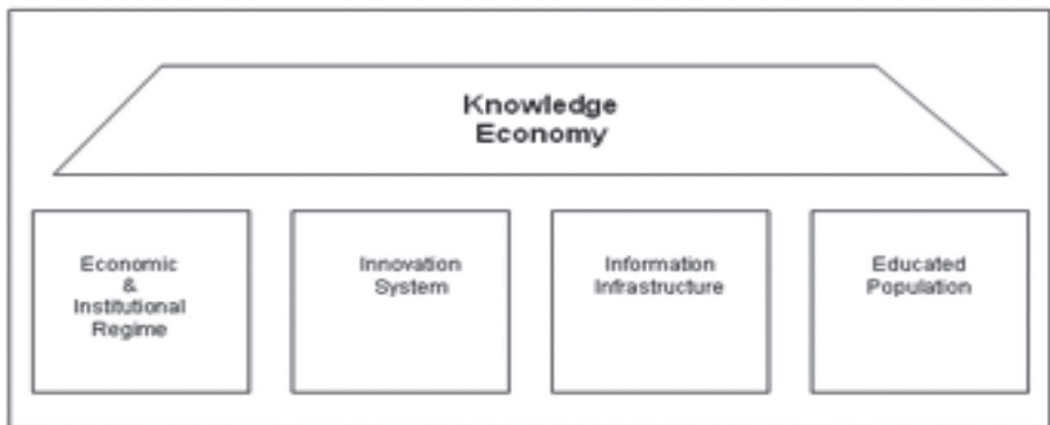 Knowledge
Economy
Economic
&
Institutional
Regime
Innovation
System
Information
Infrastructure
Educated
Population